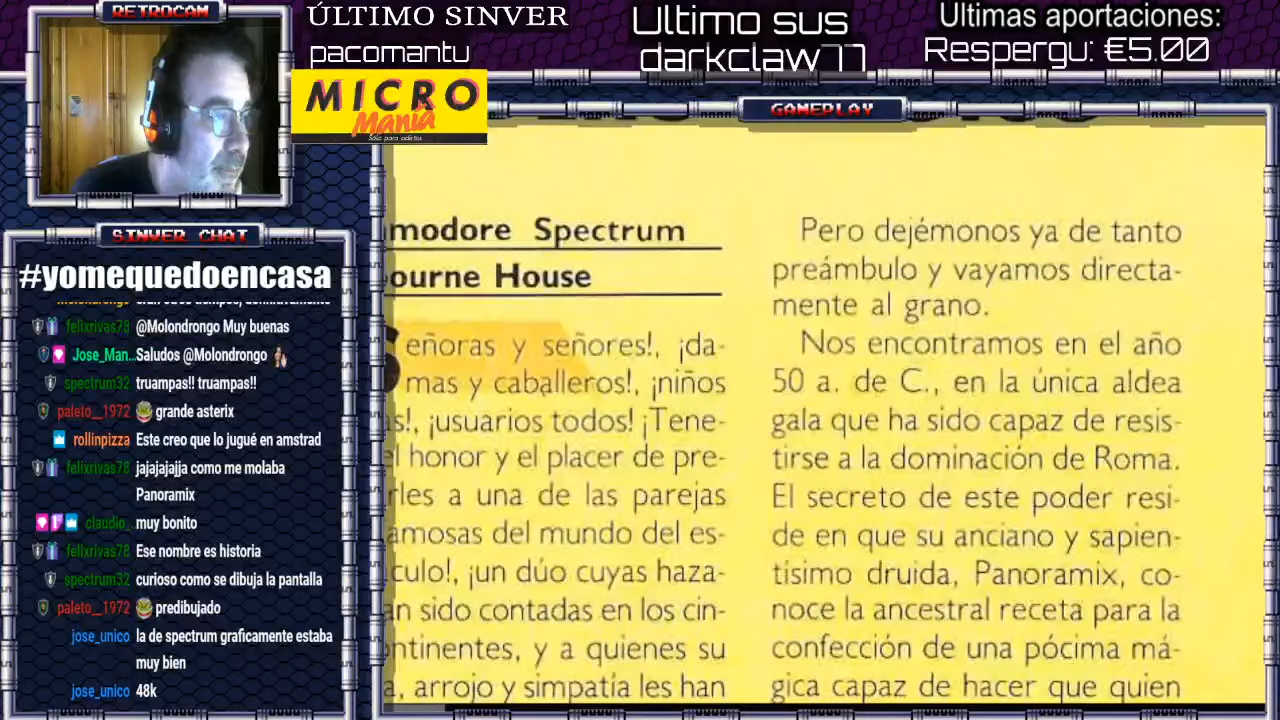 RETROCAM
ÚLTIMO SINVER
pacomantu
MICRO
Manía
Sólo para adictos
Ultimo sus
darkclaw77
Ultimas aportaciones:
Respergu: €5.00
GAMEPLAY
SINVER CHAT
#yomequedoencasa
felixrivas78 @Molondrongo Muy buenas
Jose_Man... Saludos @Molondrongo
spectrum32 truampas!! truampas!!
paleto_1972 grande asterix
rollinpizza Este creo que lo jugué en amstrad
felixrivas78 jajajajajja como me molaba
Panoramix
claudio_ muy bonito
felixrivas78 Ese nombre es historia
spectrum32 curioso como se dibuja la pantalla
paleto_1972 predibujado
jose_unico la de spectrum graficamente estaba
muy bien
jose_unico 48k
modore Spectrum
ourne House
Señoras y señores!, ¡da-
mas y caballeros!, ¡niños
s!, ¡usuarios todos! ¡Tene-
el honor y el placer de pre-
rles a una de las parejas
amosas del mundo del es-
culo!, ¡un dúo cuyas haza-
an sido contadas en los cin-
ontinentes, y a quienes su
a, arrojo y simpatía les han
Pero dejémonos ya de tanto
preámbulo y vayamos directa-
mente al grano.
Nos encontramos en el año
50 a. de C., en la única aldea
gala que ha sido capaz de resis-
tirse a la dominación de Roma.
El secreto de este poder resi-
de en que su anciano y sapien-
tísimo druida, Panoramix, co-
noce la ancestral receta para la
confección de una pócima má-
gica capaz de hacer que quien